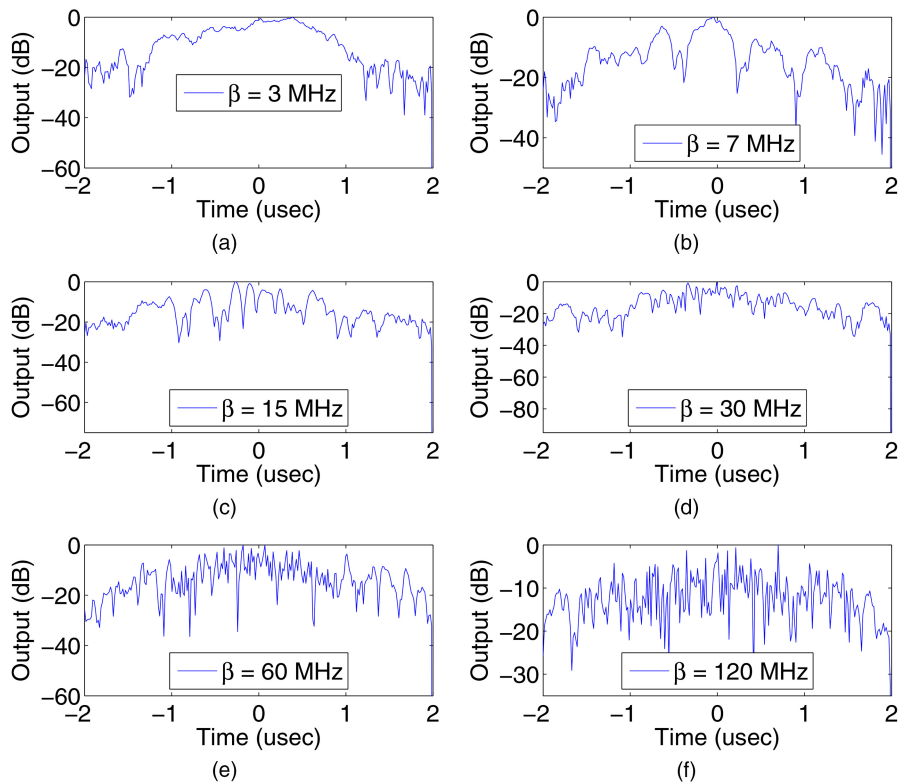 0
−20
−40
−60
Output (dB)
β = 3 MHz
−2
−1
0
1
2
Time (usec)
(a)
0
−20
−40
Output (dB)
β = 7 MHz
−2
−1
0
1
2
Time (usec)
(b)
0
−20
−40
−60
Output (dB)
β = 15 MHz
−2
−1
0
1
2
Time (usec)
(c)
0
−20
−40
−60
−80
Output (dB)
β = 30 MHz
−2
−1
0
1
2
Time (usec)
(d)
0
−20
−40
−60
Output (dB)
β = 60 MHz
−2
−1
0
1
2
Time (usec)
(e)
0
−10
−20
−30
Output (dB)
β = 120 MHz
−2
−1
0
1
2
Time (usec)
(f)